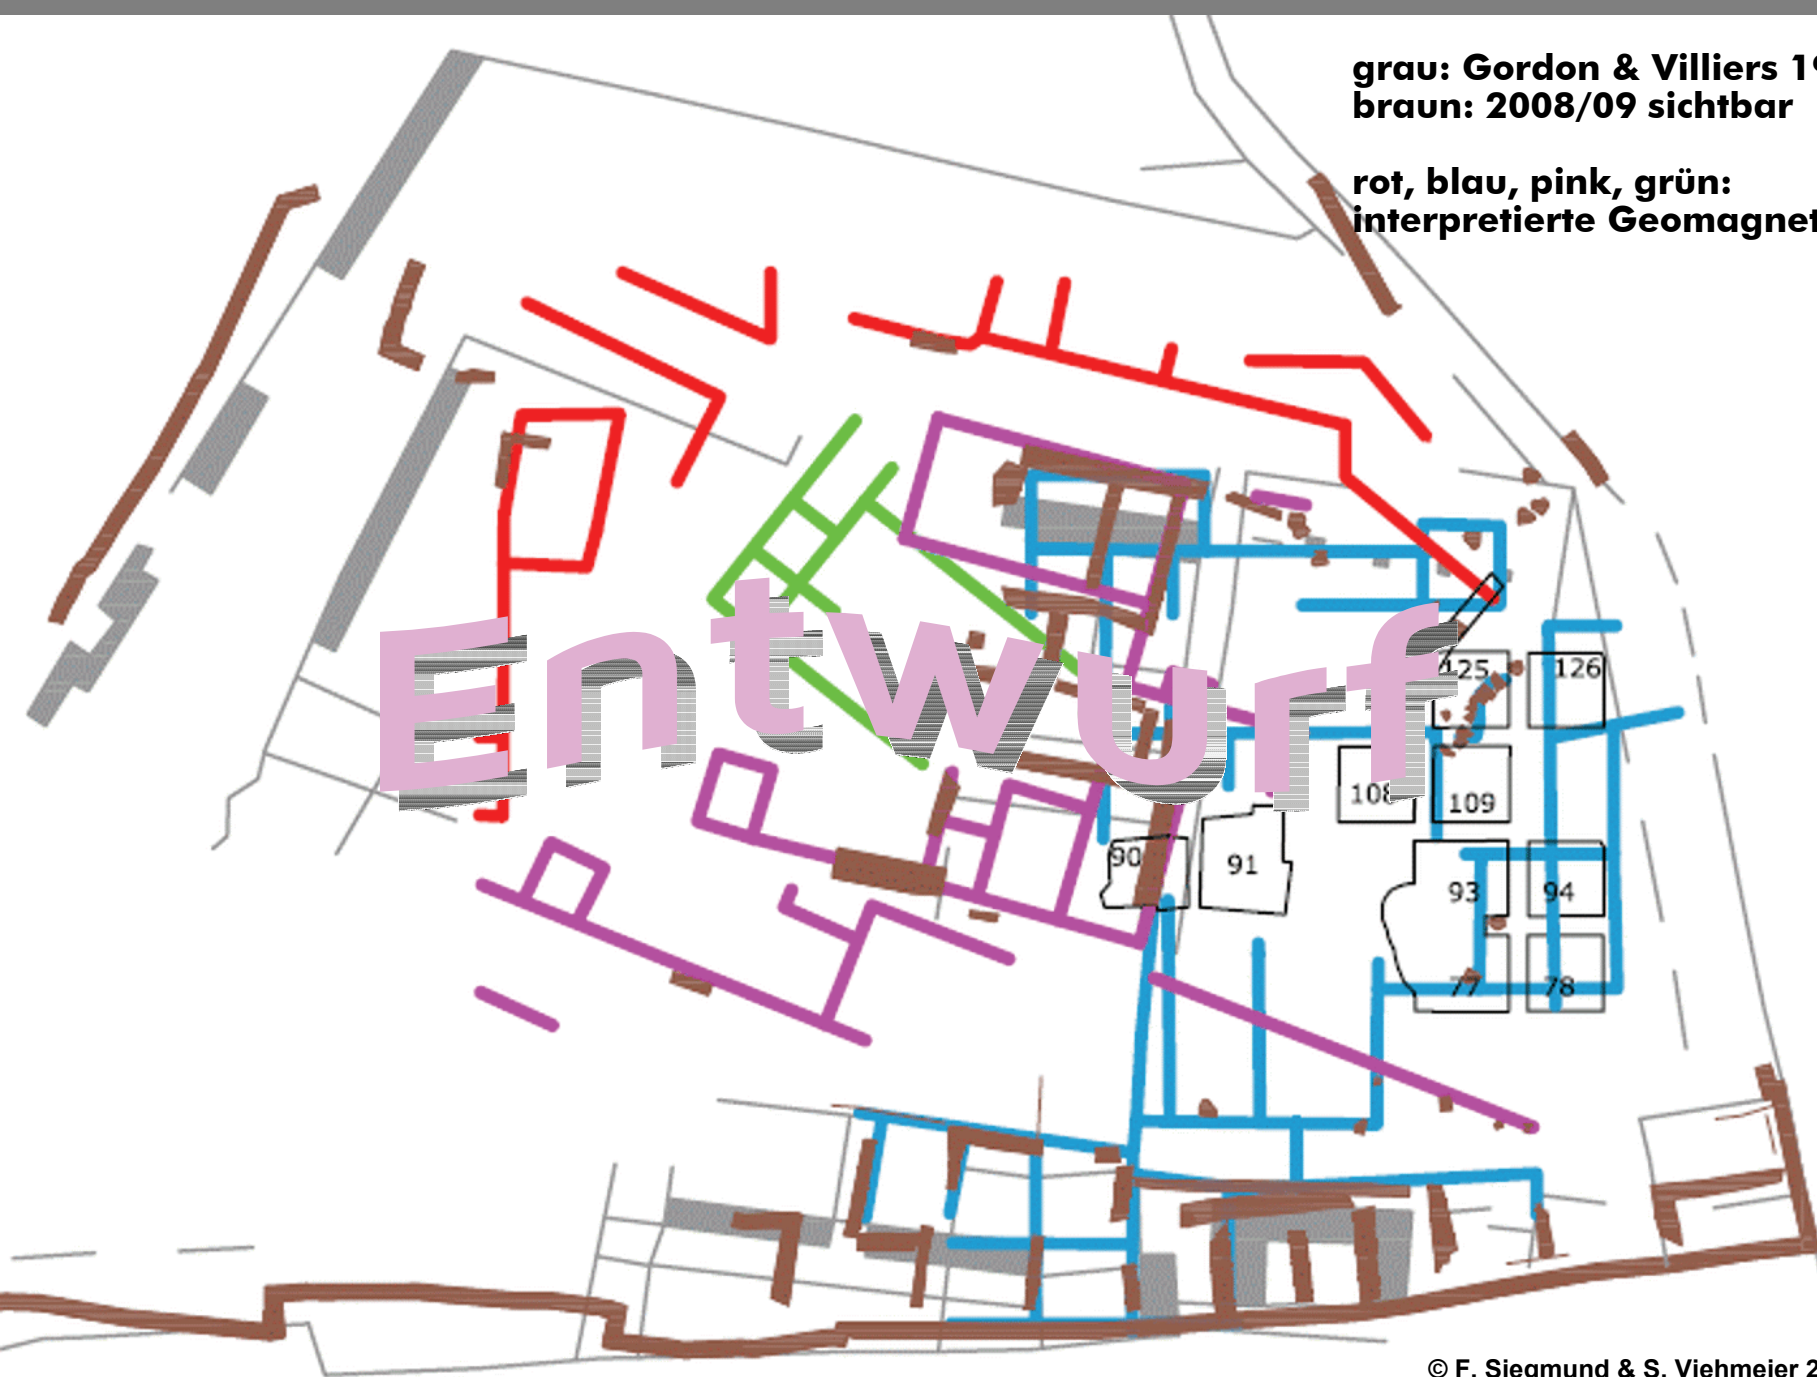 grau: Gordon & Villiers 19
braun: 2008/09 sichtbar
rot, blau, pink, grün:
interpretierte Geomagnet
Entwurf
125
126
108
109
90
91
93
94
77
78
© F. Siegmund & S. Viehmeier 2